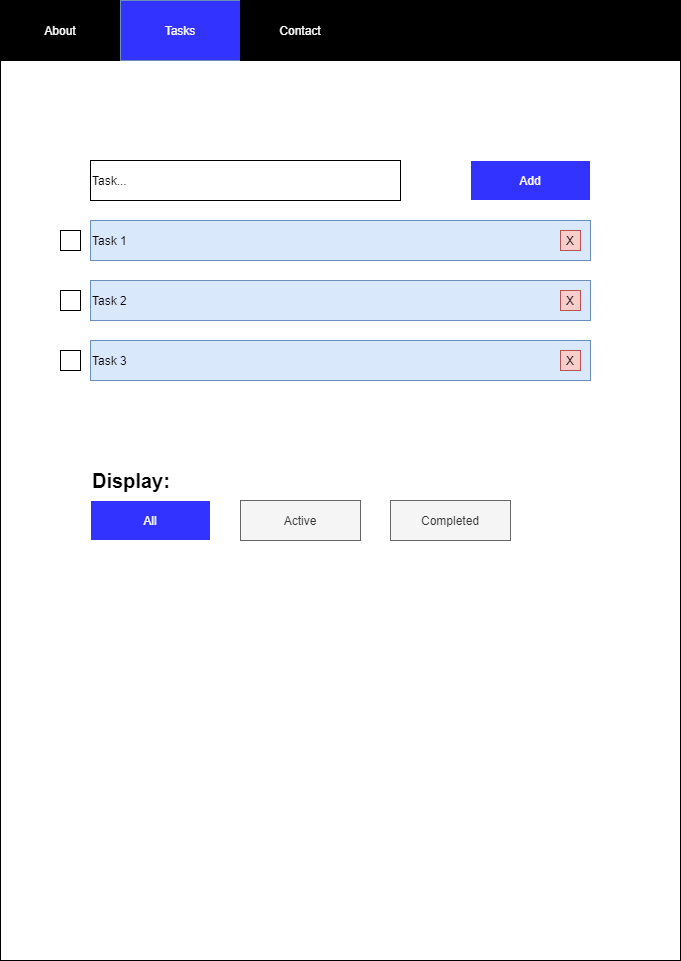 About Tasks Contact
Task... Add
Task 1 X
Task 2 X
Task 3 X
Display:
All Active Completed